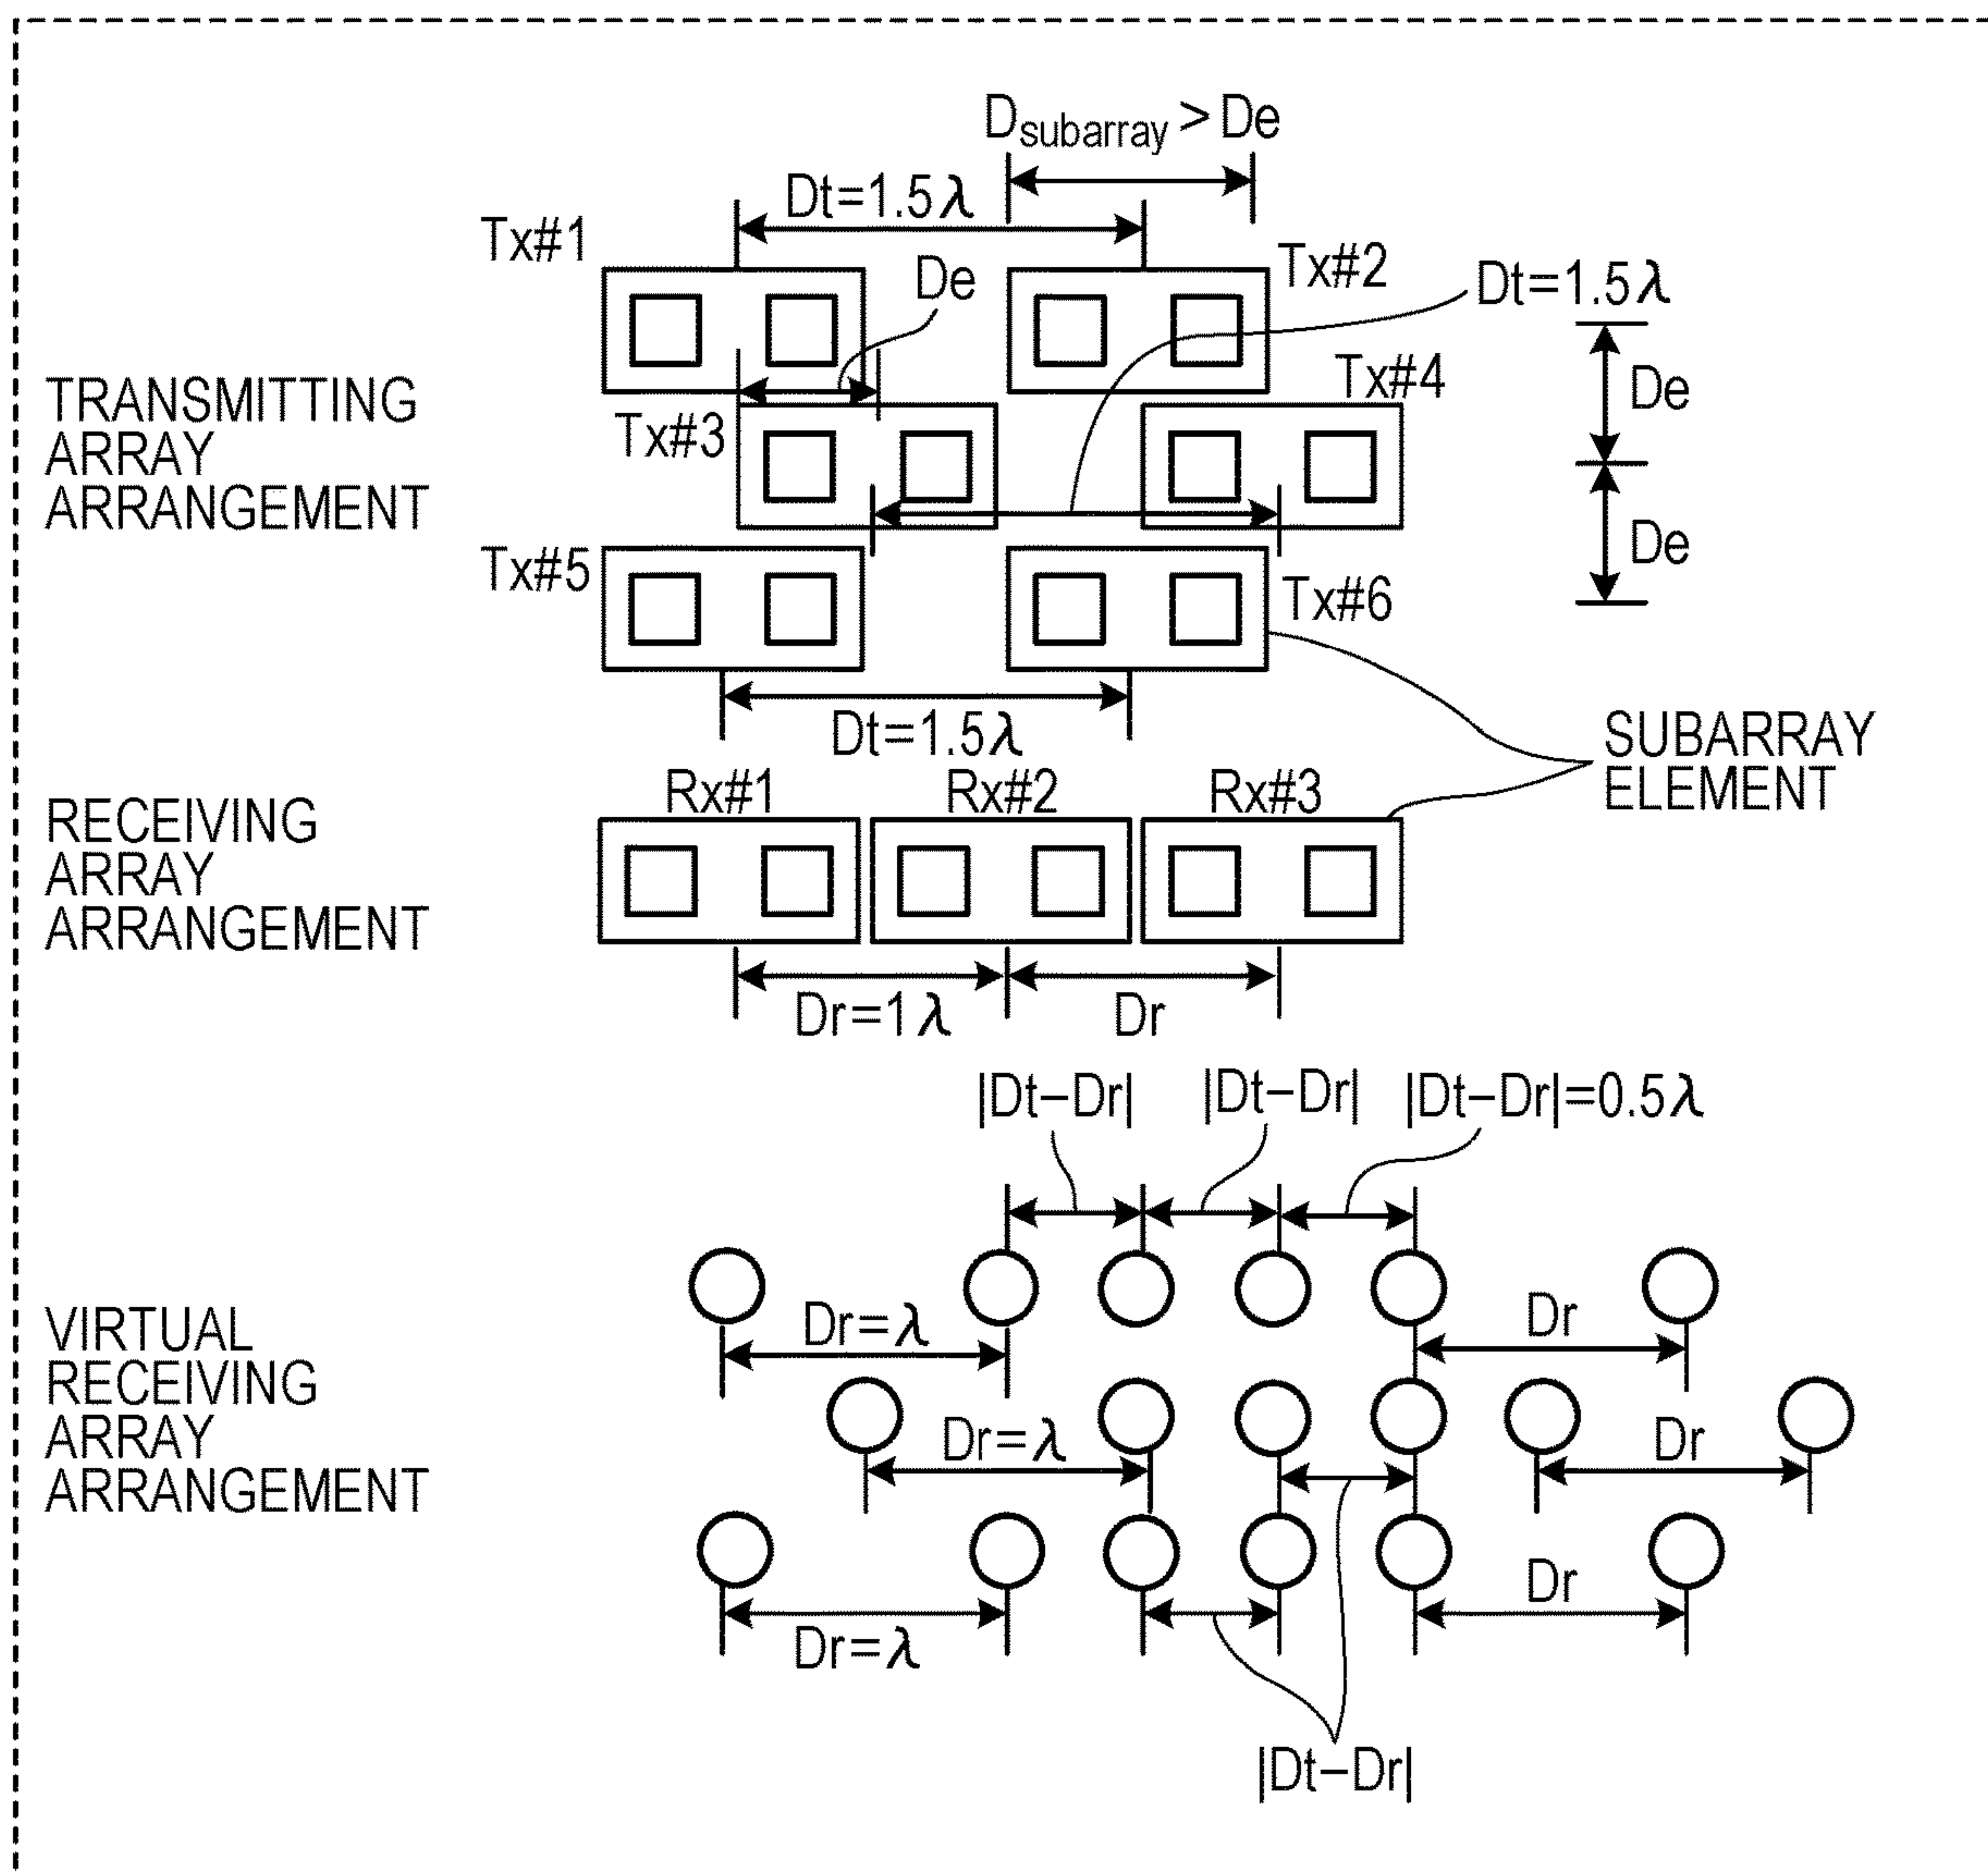 D_subarray > De
Dt=1.5λ
Tx#1
De
Tx#2
Dt=1.5λ
TRANSMITTING
ARRAY
ARRANGEMENT
Tx#3
Tx#4
De
De
Tx#5
Tx#6
Dt=1.5λ
SUBARRAY
ELEMENT
RECEIVING
ARRAY
ARRANGEMENT
Rx#1
Rx#2
Rx#3
Dr=1λ
Dr
|Dt−Dr|
|Dt−Dr|
|Dt−Dr|=0.5λ
VIRTUAL
RECEIVING
ARRAY
ARRANGEMENT
Dr=λ
Dr
Dr=λ
Dr
Dr=λ
Dr
|Dt−Dr|